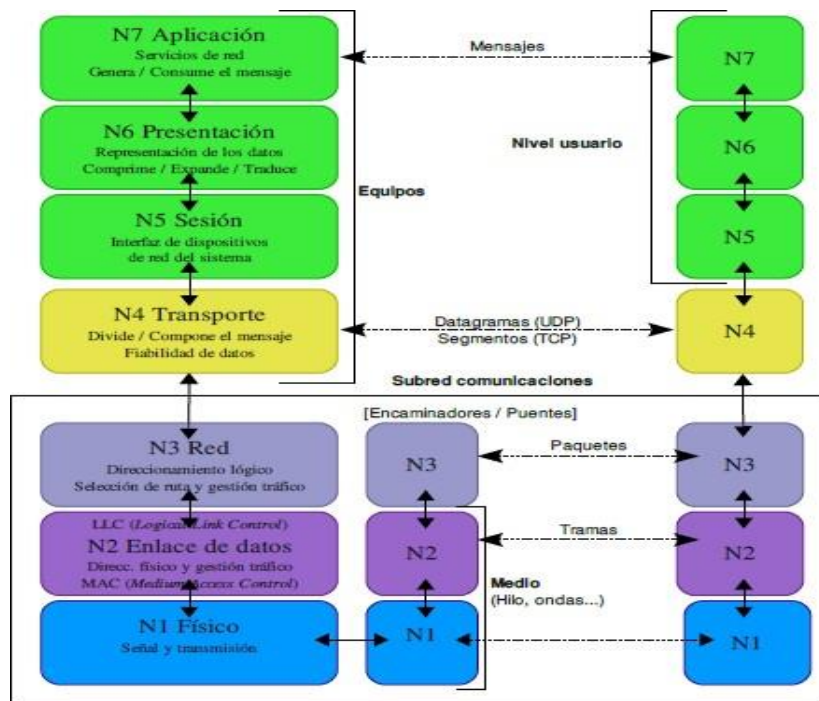 N7 Aplicación
Servicios de red
Genera / Consume el mensaje
Mensajes
N7
N6 Presentación
Representación de los datos
Comprime / Expande / Traduce
Nivel usuario
N6
Equipos
N5 Sesión
Interfaz de dispositivos
de red del sistema
N5
N4 Transporte
Divide / Compone el mensaje
Fiabilidad de datos
Datagramas (UDP)
Segmentos (TCP)
N4
Subred comunicaciones
[Encaminadores / Puentes]
N3 Red
Direccionamiento lógico
Selección de ruta y gestión tráfico
N3
Paquetes
N3
LLC (Logical Link Control)
N2 Enlace de datos
Direcc. físico y gestión tráfico
MAC (Medium Access Control)
N2
Tramas
N2
Medio
(Hilo, ondas...)
N1 Físico
Señal y transmisión
N1
N1